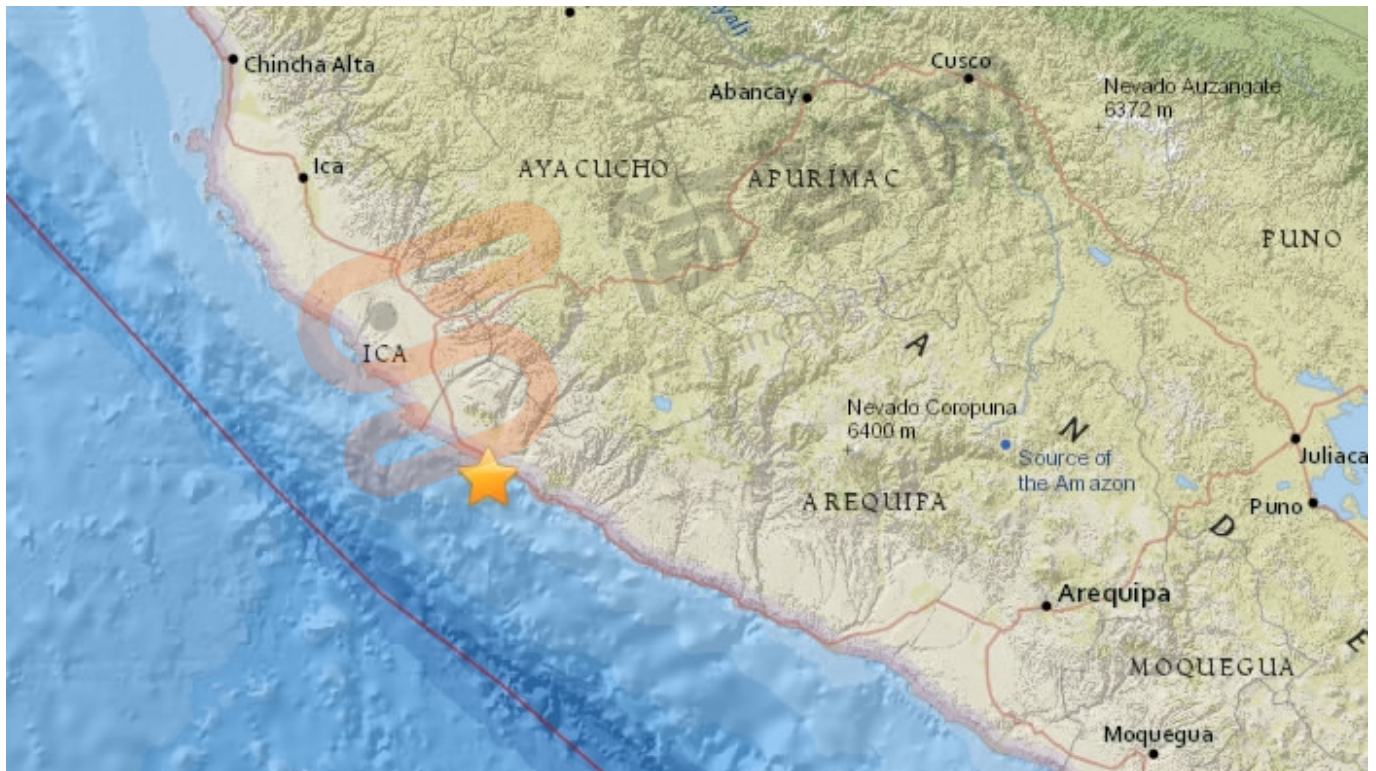 Chincha Alta
Cusco
Abancay
Nevado Auzangate
6372 m
Ica
AYACUCHO
APURÍMAC
PUNO
ICA
A
Nevado Coropuna
6400 m
N
Source of
the Amazon
Juliaca
AREQUIPA
Puno
D
Arequipa
E
MOQUEGUA
Moquegua